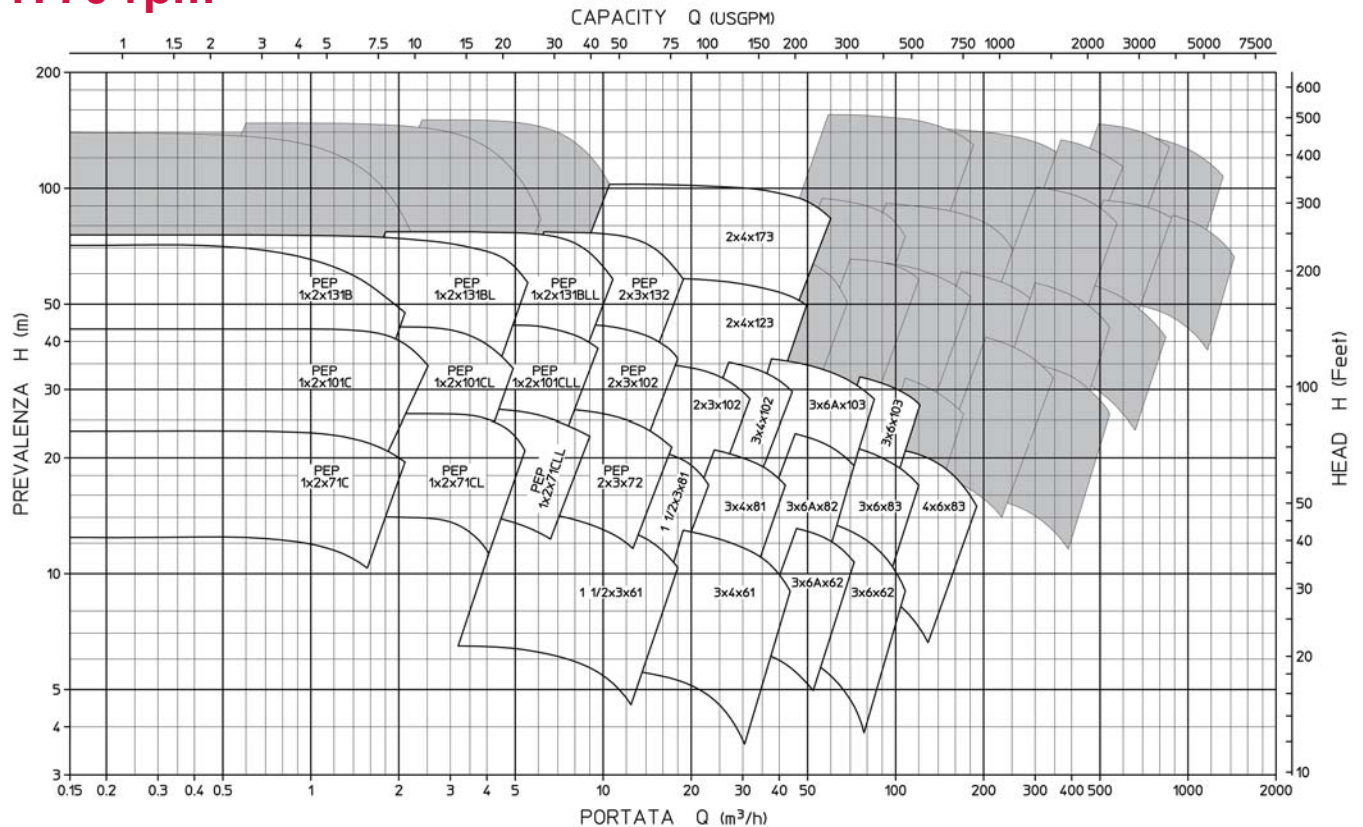 CAPACITY Q (USGPM)
1 1.5 2 3 4 5 7.5 10 15 20 30 40 50 75 100 150 200 300 500 750 1000 2000 3000 5000 7500
200
100
50
40
30
20
10
5
4
3
PREVALENZA H (m)
600
500
400
300
200
100
50
40
30
20
10
HEAD H (Feet)
2x4x173
PEP
1x2x131B
PEP
1x2x131BL
PEP
1x2x131BLL
PEP
2x3x132
2x4x123
PEP
1x2x101C
PEP
1x2x101CL
PEP
1x2x101CLL
PEP
2x3x102
2x3x102
3x4x102
3x6Ax103
3x6x103
PEP
1x2x71C
PEP
1x2x71CL
PEP
1x2x71CLL
PEP
2x3x72
1 1/2x3x81
3x4x81
3x6Ax82
3x6x83
4x6x83
1 1/2x3x61
3x4x61
3x6Ax62
3x6x62
0.15 0.2 0.3 0.4 0.5 1 2 3 4 5 10 20 30 40 50 100 200 300 400 500 1000 2000
PORTATA Q (m³/h)